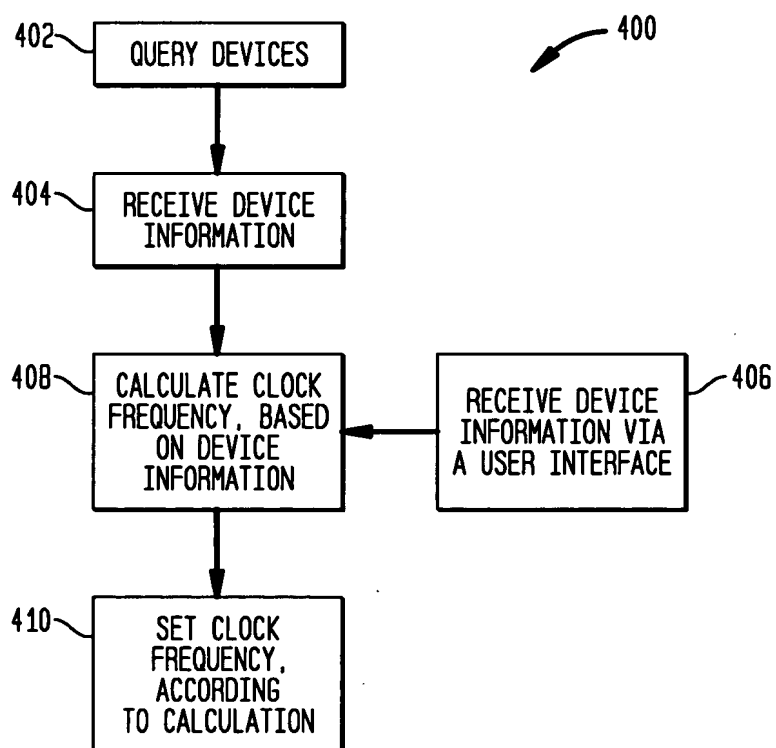 402
QUERY DEVICES
400
404
RECEIVE DEVICE
INFORMATION
408
CALCULATE CLOCK
FREQUENCY, BASED
ON DEVICE
INFORMATION
406
RECEIVE DEVICE
INFORMATION VIA
A USER INTERFACE
410
SET CLOCK
FREQUENCY,
ACCORDING
TO CALCULATION